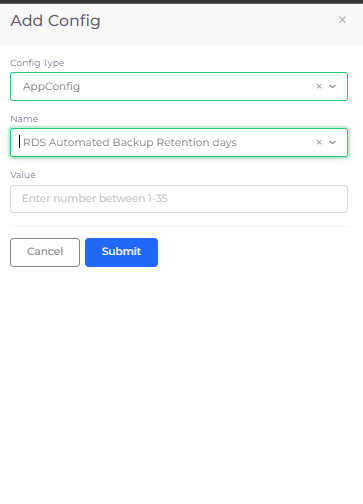 Add Config
Config Type
AppConfig
Name
RDS Automated Backup Retention days
Value
Enter number between 1-35
Cancel
Submit